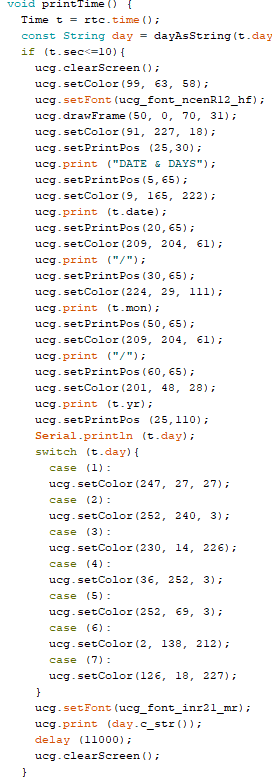 void printTime() {
Time t = rtc.time();
const String day = dayAsString(t.day
if (t.sec<=10){
ucg.clearScreen();
ucg.setColor(99, 63, 58);
ucg.setFont(ucg_font_ncenR12_hf);
ucg.drawFrame(50, 0, 70, 31);
ucg.setColor(91, 227, 18);
ucg.setPrintPos (25,30);
ucg.print ("DATE & DAYS");
ucg.setPrintPos(5,65);
ucg.setColor(9, 165, 222);
ucg.print (t.date);
ucg.setPrintPos(20,65);
ucg.setColor(209, 204, 61);
ucg.print ("/");
ucg.setPrintPos(30,65);
ucg.setColor(224, 29, 111);
ucg.print (t.mon);
ucg.setPrintPos(50,65);
ucg.setColor(209, 204, 61);
ucg.print ("/");
ucg.setPrintPos(60,65);
ucg.setColor(201, 48, 28);
ucg.print (t.yr);
ucg.setPrintPos (25,110);
Serial.println (t.day);
switch (t.day){
case (1):
ucg.setColor(247, 27, 27);
case (2):
ucg.setColor(252, 240, 3);
case (3):
ucg.setColor(230, 14, 226);
case (4):
ucg.setColor(36, 252, 3);
case (5):
ucg.setColor(252, 69, 3);
case (6):
ucg.setColor(2, 138, 212);
case (7):
ucg.setColor(126, 18, 227);
}
ucg.setFont(ucg_font_inr21_mr);
ucg.print (day.c_str());
delay (11000);
ucg.clearScreen();
}